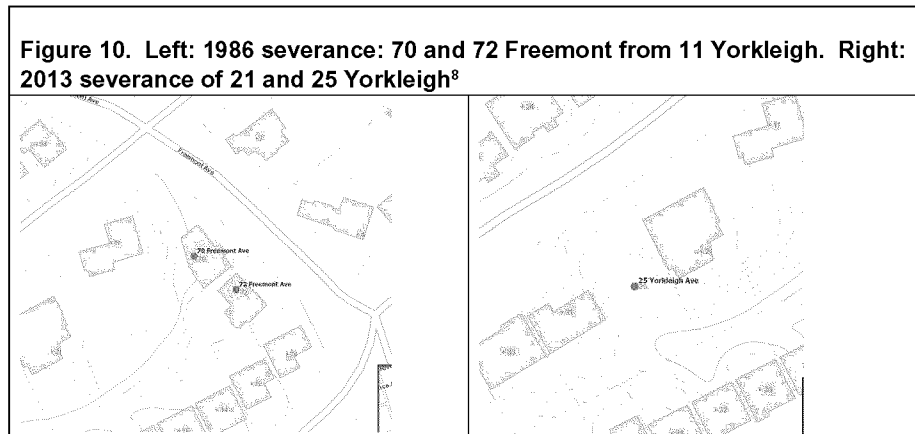 Figure 10. Left: 1986 severance: 70 and 72 Freemont from 11 Yorkleigh. Right:
2013 severance of 21 and 25 Yorkleigh8
Ave
Freemont Ave
70 Freemont Ave
72 Freemont Ave
25 Yorkleigh Ave